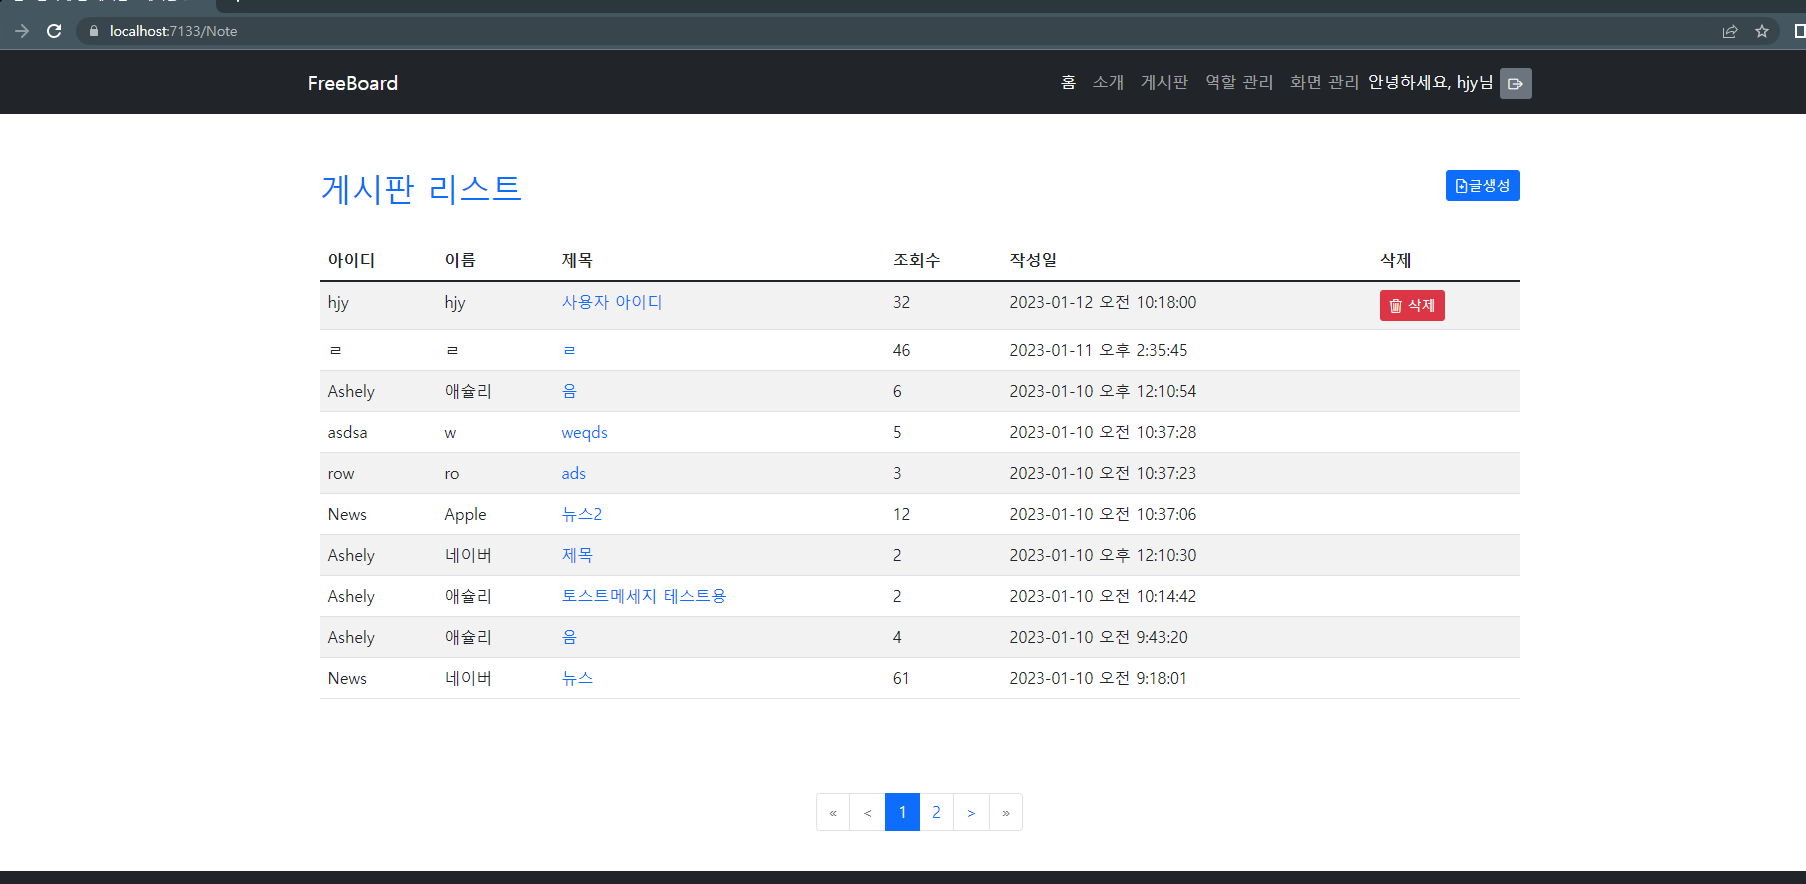 localhost:7133/Note
FreeBoard 홈 소개 게시판 역할 관리 화면 관리 안녕하세요, hjy님
게시판 리스트 글생성
아이디 이름 제목 조회수 작성일 삭제
hjy hjy 사용자 아이디 32 2023-01-12 오전 10:18:00 삭제
ㄹ ㄹ ㄹ 46 2023-01-11 오후 2:35:45
Ashely 애슐리 음 6 2023-01-10 오후 12:10:54
asdsa w weqds 5 2023-01-10 오전 10:37:28
row ro ads 3 2023-01-10 오전 10:37:23
News Apple 뉴스2 12 2023-01-10 오전 10:37:06
Ashely 네이버 제목 2 2023-01-10 오후 12:10:30
Ashely 애슐리 토스트메세지 테스트용 2 2023-01-10 오전 10:14:42
Ashely 애슐리 음 4 2023-01-10 오전 9:43:20
News 네이버 뉴스 61 2023-01-10 오전 9:18:01
« < 1 2 > »